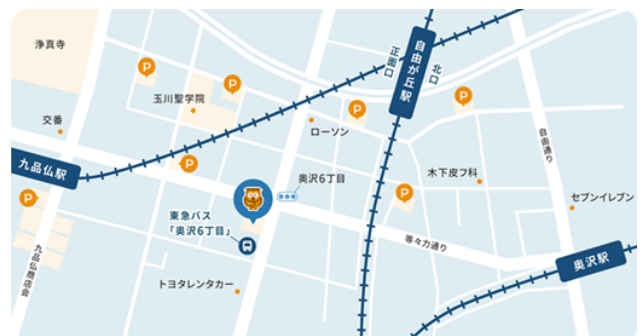 浄真寺
P
玉川聖学院
P
交番
九品仏駅
P
P
九品仏商店会
東急バス
「奥沢6丁目」
トヨタレンタカー
奥沢6丁目
ローソン
P
正面口
自由が丘駅
北口
P
P
木下皮フ科
自由通り
セブンイレブン
等々力通り
奥沢駅